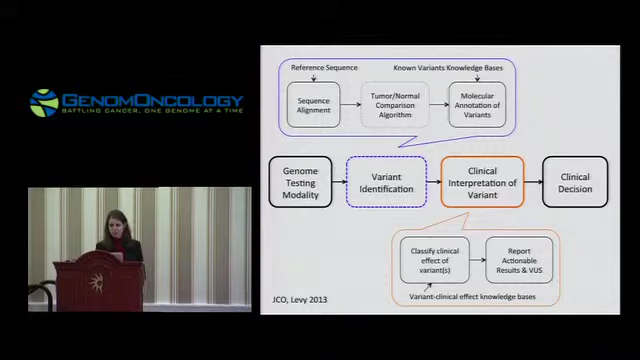 GENOMONCOLOGY
BATTLING CANCER, ONE GENOME AT A TIME
Reference Sequence
Known Variants Knowledge Bases
Sequence
Alignment
Tumor/Normal
Comparison
Algorithm
Molecular
Annotation of
Variants
Genome
Testing
Modality
Variant
Identification
Clinical
Interpretation of
Variant
Clinical
Decision
Classify clinical
effect of
variant(s)
Report
Actionable
Results & VUS
Variant-clinical effect knowledge bases
JCO, Levy 2013